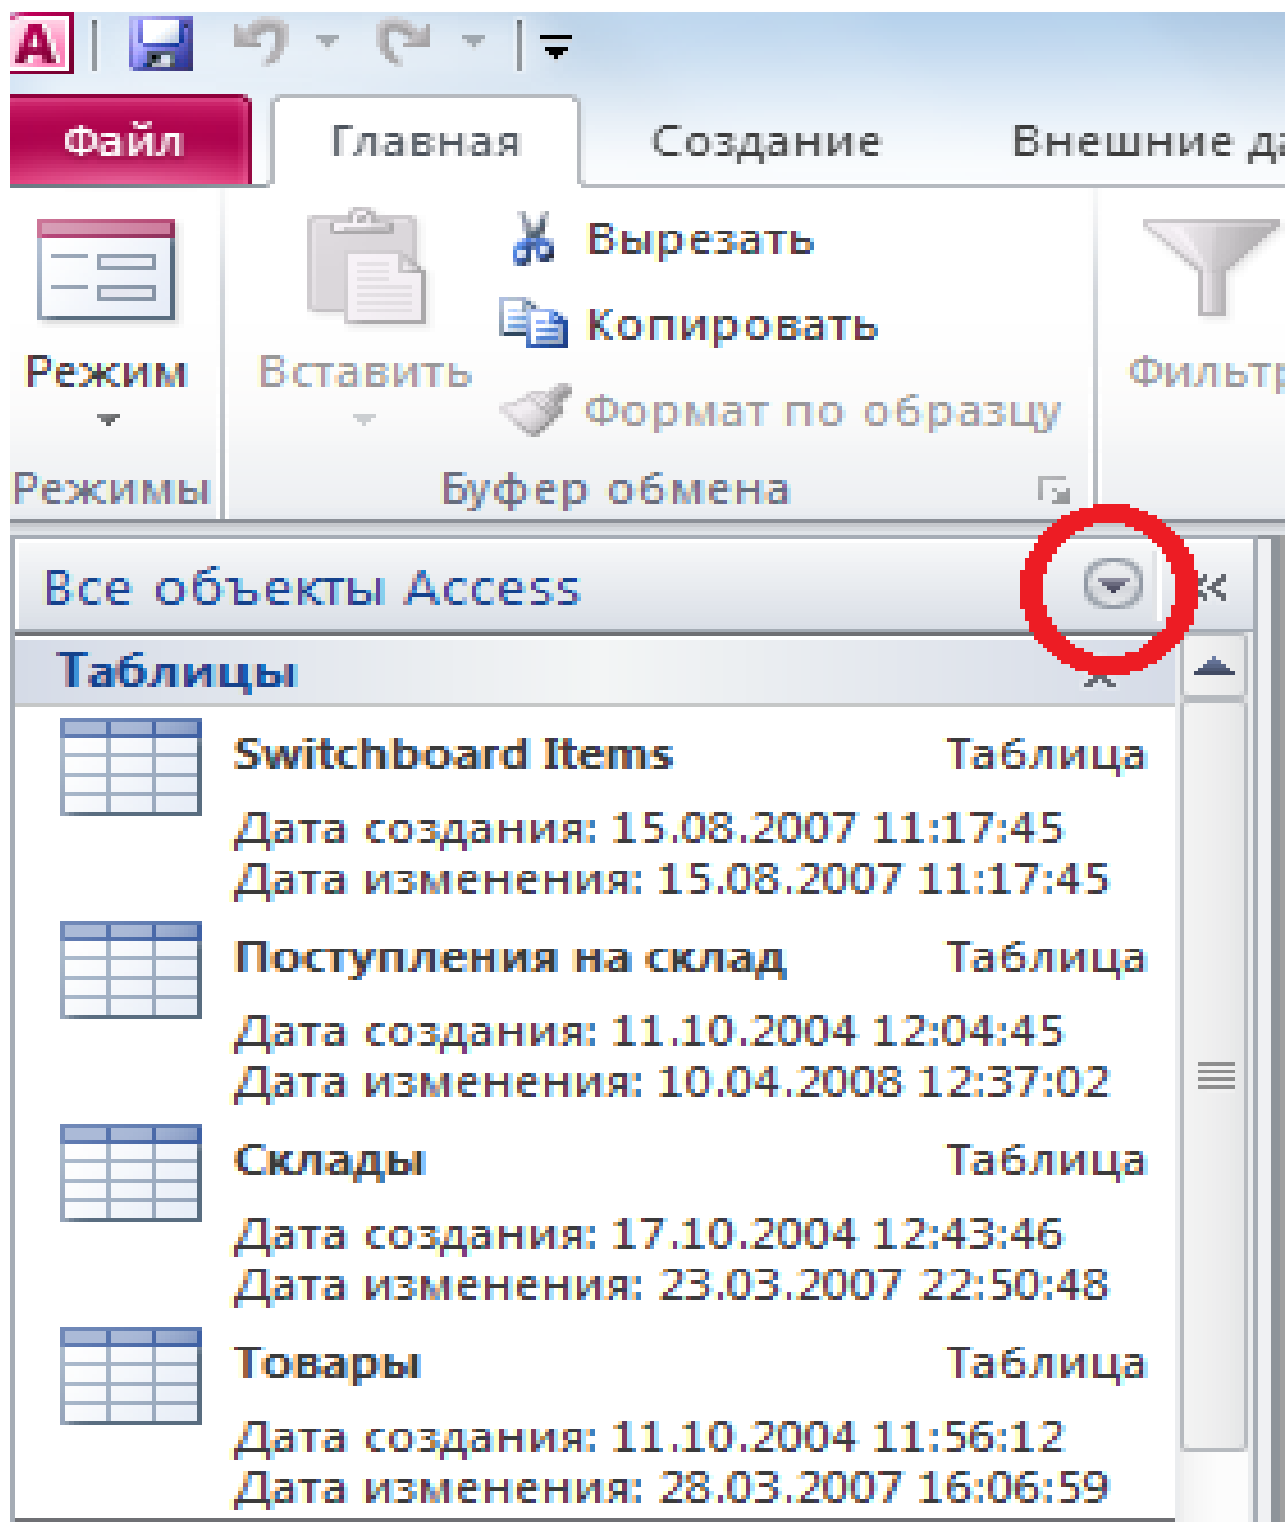 A
Файл Главная Создание Внешние
Вырезать
Копировать
Режим Вставить Фильтр
Формат по образцу
Режимы Буфер обмена
Все объекты Access
Таблицы
Switchboard Items Таблица
Дата создания: 15.08.2007 11:17:45
Дата изменения: 15.08.2007 11:17:45
Поступления на склад Таблица
Дата создания: 11.10.2004 12:04:45
Дата изменения: 10.04.2008 12:37:02
Склады Таблица
Дата создания: 17.10.2004 12:43:46
Дата изменения: 23.03.2007 22:50:48
Товары Таблица
Дата создания: 11.10.2004 11:56:12
Дата изменения: 28.03.2007 16:06:59